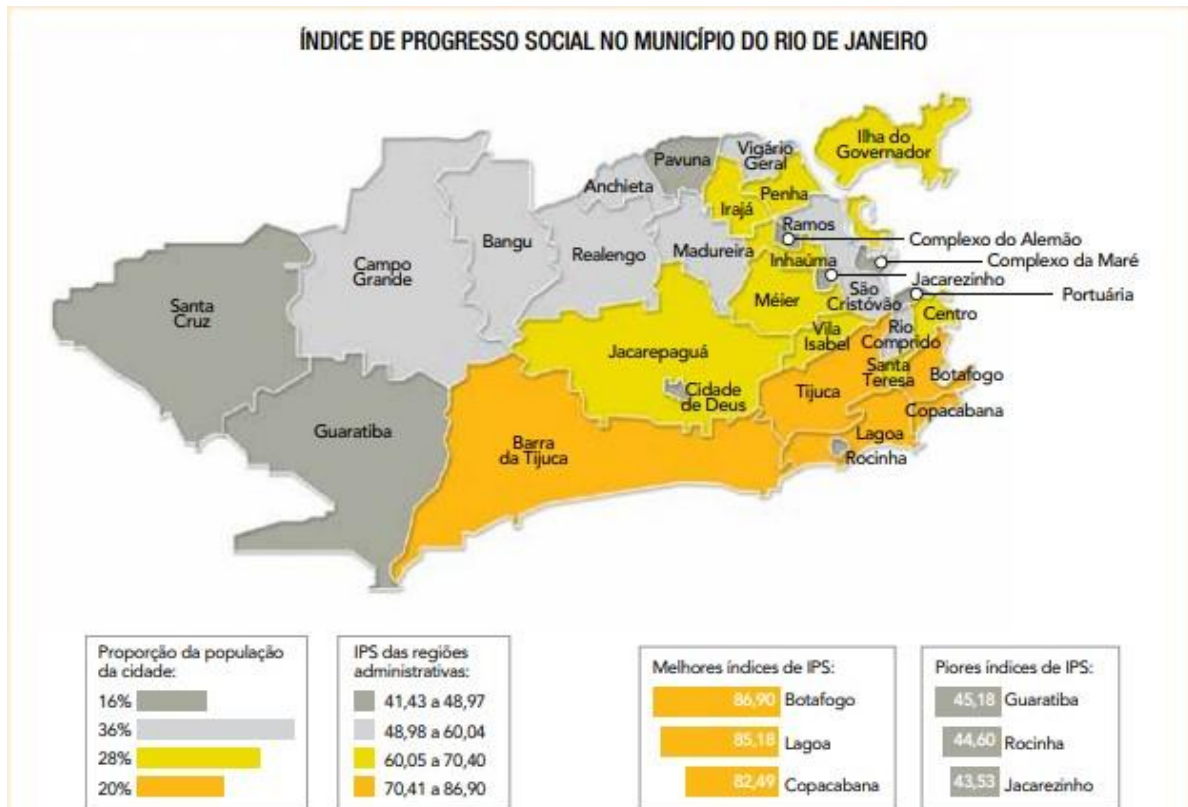 ÍNDICE DE PROGRESSO SOCIAL NO MUNICÍPIO DO RIO DE JANEIRO
Ilha do
Governador
Vigário
Geral
Pavuna
Anchieta
Penha
Irajá
Ramos
Complexo do Alemão
Bangu
Realengo
Madureira
Inhaúma
Complexo da Maré
Campo
Grande
Jacarezinho
São
Cristóvão
Portuária
Santa
Cruz
Méier
Centro
Vila
Isabel
Rio
Comprido
Jacarepaguá
Santa
Teresa
Botafogo
Cidade
de Deus
Tijuca
Copacabana
Guaratiba
Lagoa
Barra
da Tijuca
Rocinha
Proporção da população
da cidade:
16%
36%
28%
20%
IPS das regiões
administrativas:
41,43 a 48,97
48,98 a 60,04
60,05 a 70,40
70,41 a 86,90
Melhores índices de IPS:
86,90 Botafogo
85,18 Lagoa
82,49 Copacabana
Piores índices de IPS:
45,18 Guaratiba
44,60 Rocinha
43,53 Jacarezinho